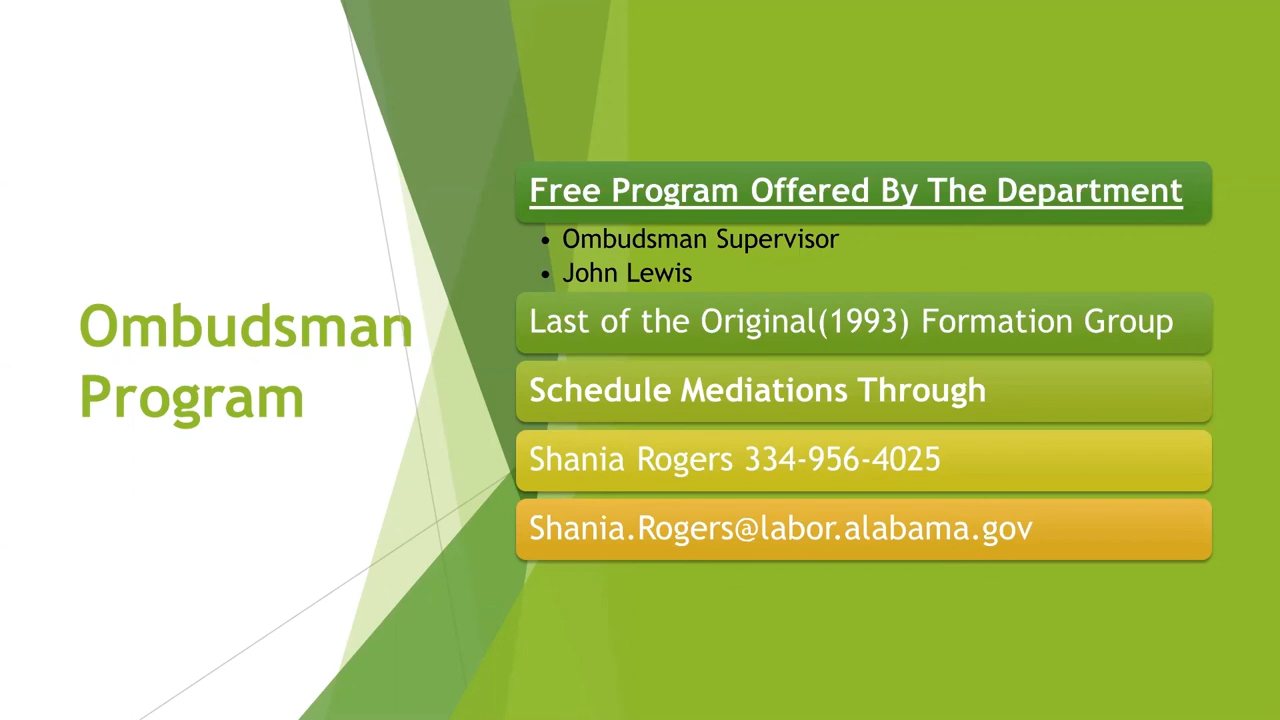 Ombudsman
Program
Free Program Offered By The Department
• Ombudsman Supervisor
• John Lewis
Last of the Original(1993) Formation Group
Schedule Mediations Through
Shania Rogers 334-956-4025
Shania.Rogers@labor.alabama.gov